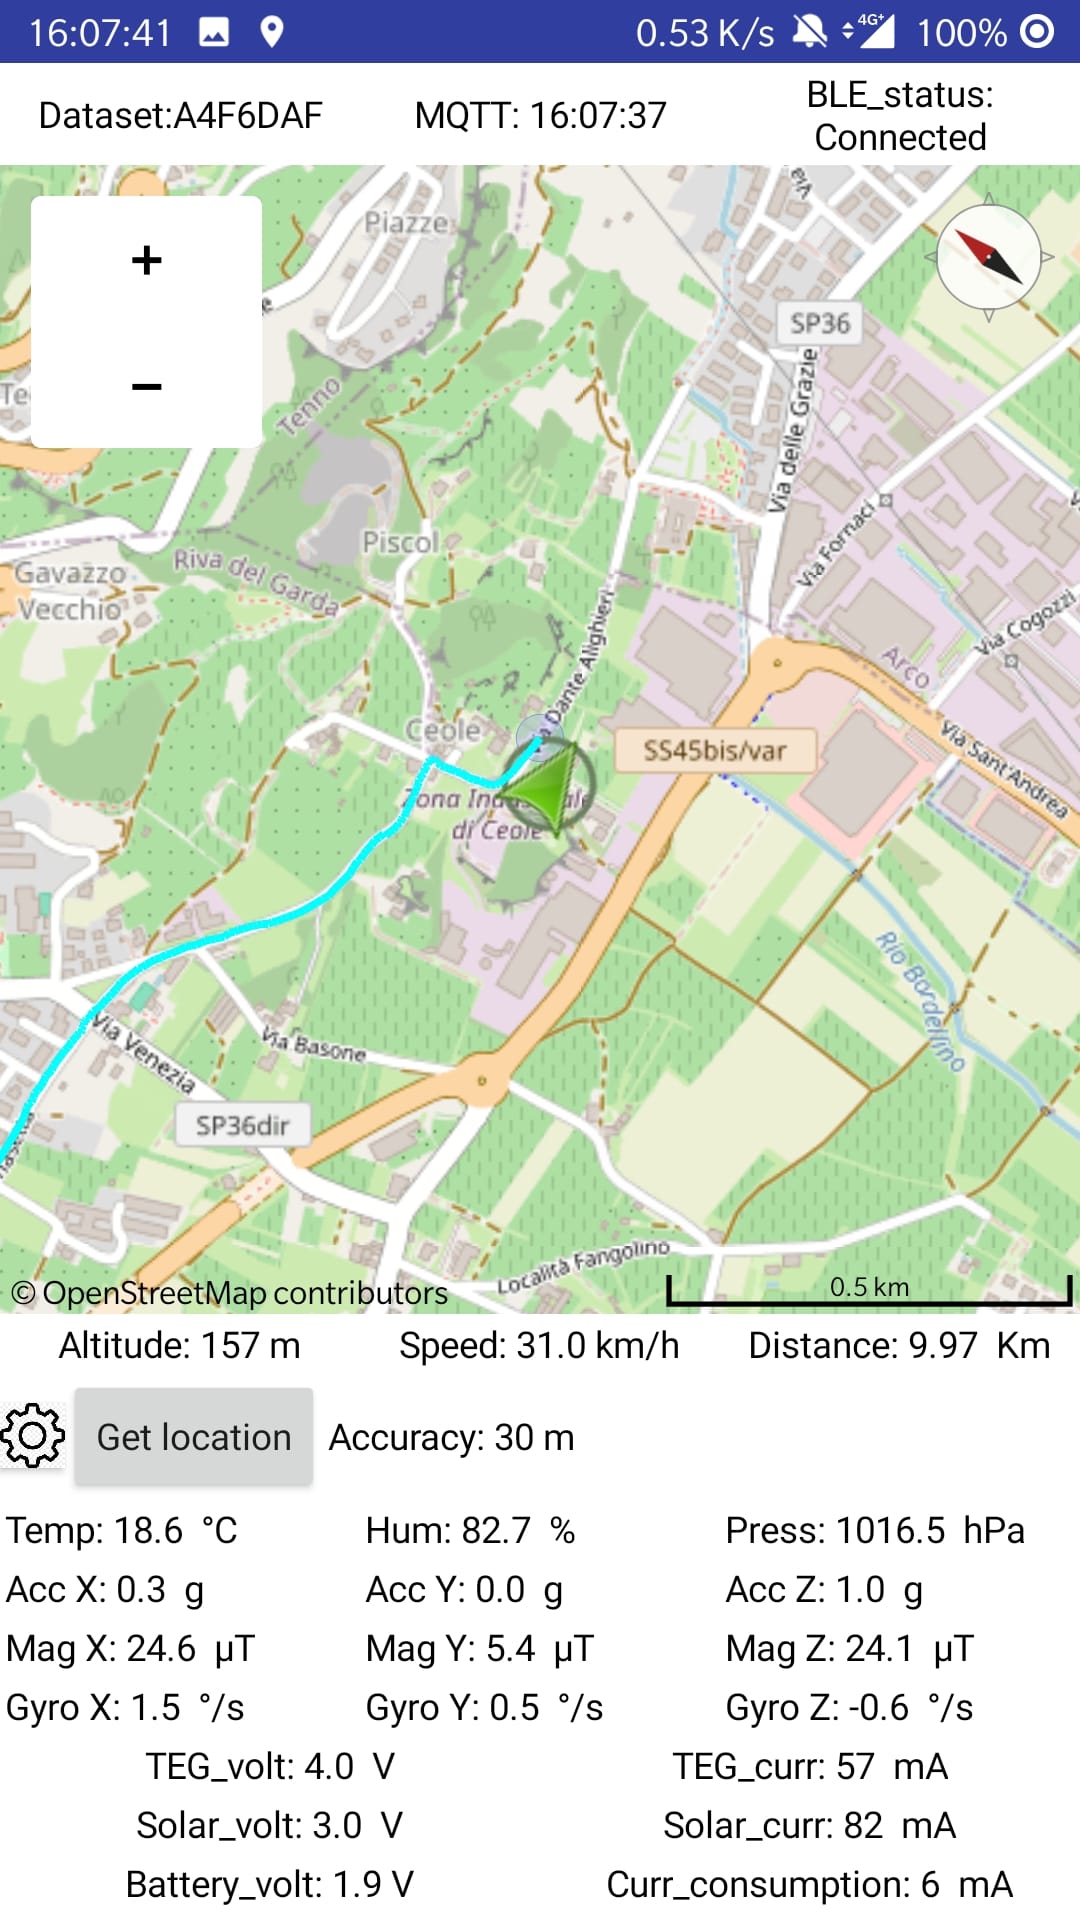 16:07:41 0.53 K/s 4G+ 100%
Dataset:A4F6DAF MQTT: 16:07:37 BLE_status:
Connected
+
−
Piazze
Via
SP36
Te
Tenno
Via delle Grazie
Piscol
Via Fornaci
Gavazzo
Vecchio
Riva del Garda
Via Cogozzi
Arco
Via Dante Alighieri
Ceole
SS45bis/var
Via Sant'Andrea
Zona Industriale
di Ceole
Rio Bordellino
Via Venezia
Via Basone
SP36dir
Località Fangolino
© OpenStreetMap contributors 0.5 km
Altitude: 157 m Speed: 31.0 km/h Distance: 9.97 Km
Get location Accuracy: 30 m
Temp: 18.6 °C Hum: 82.7 % Press: 1016.5 hPa
Acc X: 0.3 g Acc Y: 0.0 g Acc Z: 1.0 g
Mag X: 24.6 µT Mag Y: 5.4 µT Mag Z: 24.1 µT
Gyro X: 1.5 °/s Gyro Y: 0.5 °/s Gyro Z: -0.6 °/s
TEG_volt: 4.0 V TEG_curr: 57 mA
Solar_volt: 3.0 V Solar_curr: 82 mA
Battery_volt: 1.9 V Curr_consumption: 6 mA